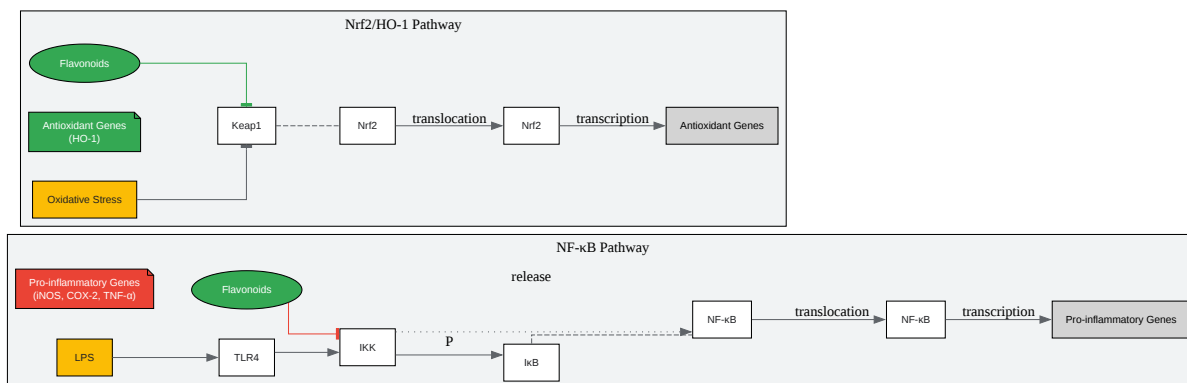 Nrf2/HO-1 Pathway
Flavonoids
Antioxidant Genes
(HO-1)
Keap1
Nrf2
translocation
Nrf2
transcription
Antioxidant Genes
Oxidative Stress
NF-κB Pathway
Pro-inflammatory Genes
(iNOS, COX-2, TNF-α)
Flavonoids
release
LPS
TLR4
IKK
P
IκB
NF-κB
translocation
NF-κB
transcription
Pro-inflammatory Genes